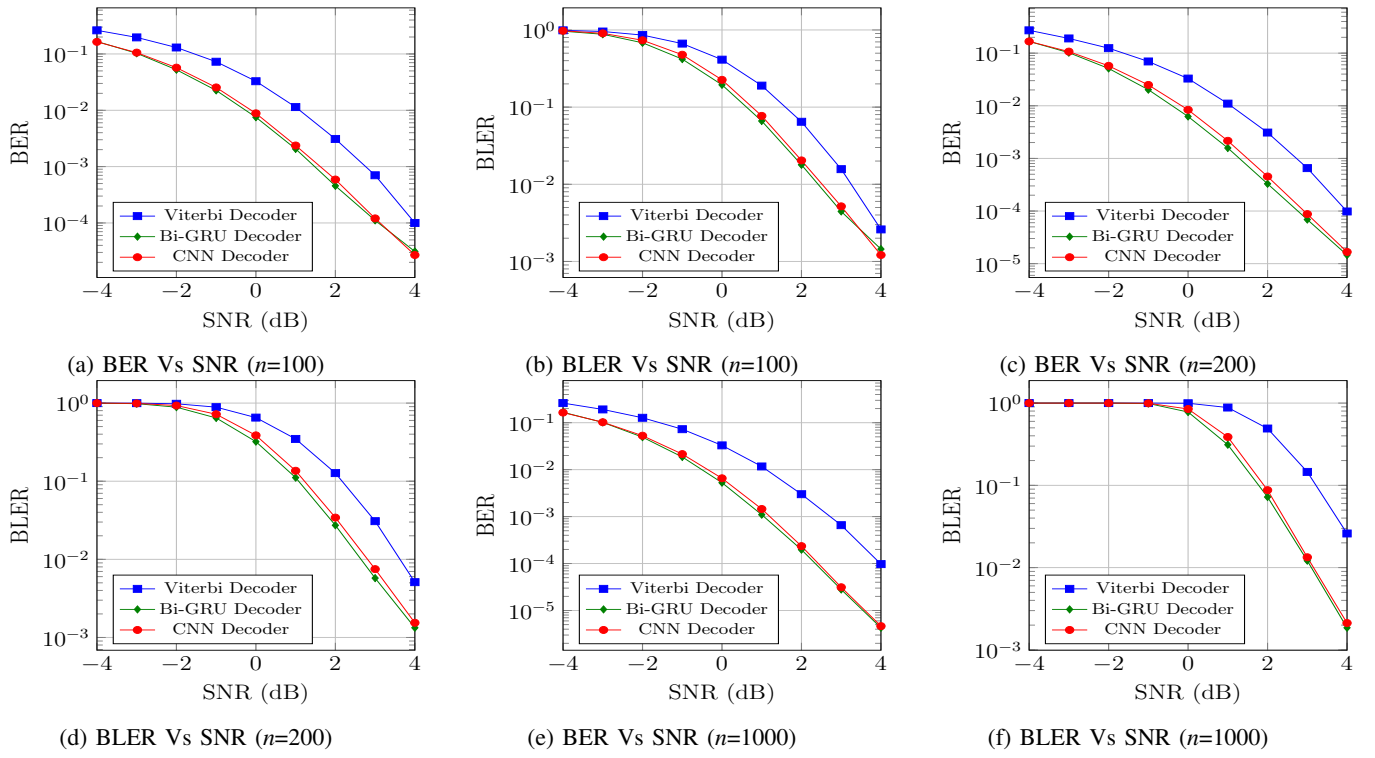 10^{-1}
10^{-2}
10^{-3}
10^{-4}
BER
Viterbi Decoder
Bi-GRU Decoder
CNN Decoder
−4 −2 0 2 4
SNR (dB)
(a) BER Vs SNR (n=100)
10^{0}
10^{-1}
10^{-2}
10^{-3}
BLER
Viterbi Decoder
Bi-GRU Decoder
CNN Decoder
−4 −2 0 2 4
SNR (dB)
(b) BLER Vs SNR (n=100)
10^{-1}
10^{-2}
10^{-3}
10^{-4}
10^{-5}
BER
Viterbi Decoder
Bi-GRU Decoder
CNN Decoder
−4 −2 0 2 4
SNR (dB)
(c) BER Vs SNR (n=200)
10^{0}
10^{-1}
10^{-2}
10^{-3}
BLER
Viterbi Decoder
Bi-GRU Decoder
CNN Decoder
−4 −2 0 2 4
SNR (dB)
(d) BLER Vs SNR (n=200)
10^{-1}
10^{-2}
10^{-3}
10^{-4}
10^{-5}
BER
Viterbi Decoder
Bi-GRU Decoder
CNN Decoder
−4 −2 0 2 4
SNR (dB)
(e) BER Vs SNR (n=1000)
10^{0}
10^{-1}
10^{-2}
10^{-3}
BLER
Viterbi Decoder
Bi-GRU Decoder
CNN Decoder
−4 −2 0 2 4
SNR (dB)
(f) BLER Vs SNR (n=1000)